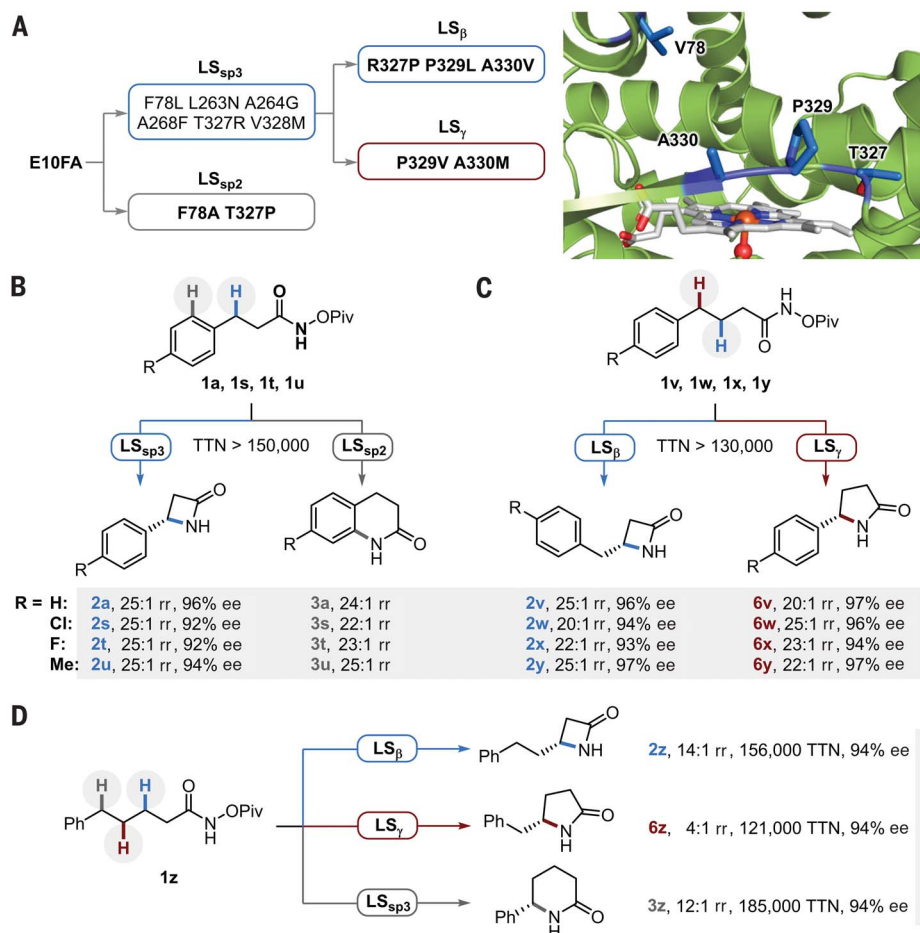 A
LSsp3
F78L L263N A264G
A268F T327R V328M
E10FA
LSsp2
F78A T327P
LSβ
R327P P329L A330V
LSγ
P329V A330M
V78
P329
A330
T327
B
H H O
N OPiv
H
R
1a, 1s, 1t, 1u
LSsp3 TTN > 150,000 LSsp2
O
NH
R
R N O
H
C
H H
N OPiv
O
H
R
1v, 1w, 1x, 1y
LSβ TTN > 130,000 LSγ
R
O
NH
O
N
H
R
R = H: 2a, 25:1 rr, 96% ee 3a, 24:1 rr 2v, 25:1 rr, 96% ee 6v, 20:1 rr, 97% ee
Cl: 2s, 25:1 rr, 92% ee 3s, 22:1 rr 2w, 20:1 rr, 94% ee 6w, 25:1 rr, 96% ee
F: 2t, 25:1 rr, 92% ee 3t, 23:1 rr 2x, 22:1 rr, 93% ee 6x, 23:1 rr, 94% ee
Me: 2u, 25:1 rr, 94% ee 3u, 25:1 rr 2y, 25:1 rr, 97% ee 6y, 22:1 rr, 97% ee
D
H H O
Ph N OPiv
H H
1z
LSβ
Ph O
NH
2z, 14:1 rr, 156,000 TTN, 94% ee
LSγ
Ph N O
H
6z, 4:1 rr, 121,000 TTN, 94% ee
LSsp3
Ph N O
H
3z, 12:1 rr, 185,000 TTN, 94% ee